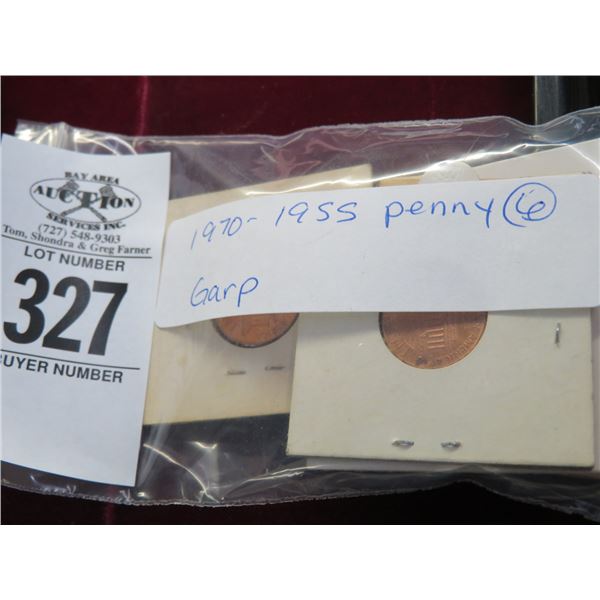 BAY AREA
AUCTION
SERVICES INC.
(727) 548-9303
Tom, Shondra & Greg Farner
LOT NUMBER
327
BUYER NUMBER
1970- 1955 penny 6
Garp
AMERICA